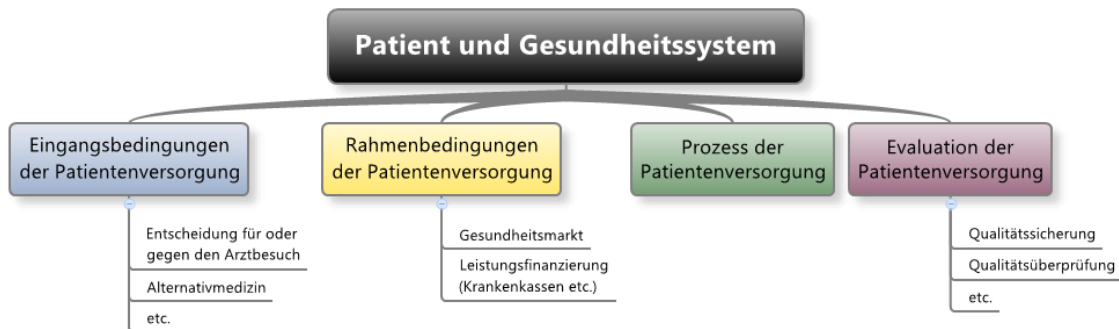 Patient und Gesundheitssystem
Eingangsbedingungen
der Patientenversorgung
Entscheidung für oder
gegen den Arztbesuch
Alternativmedizin
etc.
Rahmenbedingungen
der Patientenversorgung
Gesundheitsmarkt
Leistungsfinanzierung
(Krankenkassen etc.)
Prozess der
Patientenversorgung
Evaluation der
Patientenversorgung
Qualitätssicherung
Qualitätsüberprüfung
etc.